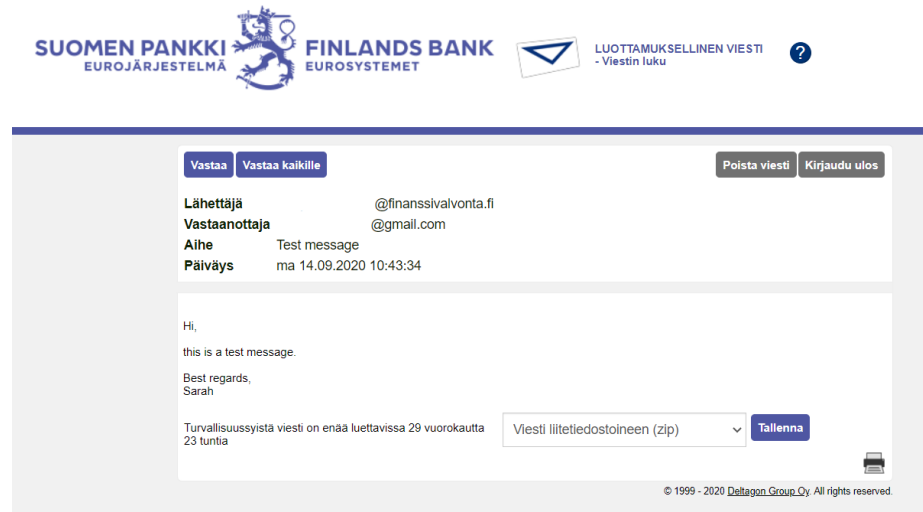 SUOMEN PANKKI
EUROJÄRJESTELMÄ
FINLANDS BANK
EUROSYSTEMET
LUOTTAMUKSELLINEN VIESTI
- Viestin luku
?
Vastaa Vastaa kaikille Poista viesti Kirjaudu ulos
Lähettäjä @finanssivalvonta.fi
Vastaanottaja @gmail.com
Aihe Test message
Päiväys ma 14.09.2020 10:43:34
Hi,
this is a test message.
Best regards,
Sarah
Turvallisuussyistä viesti on enää luettavissa 29 vuorokautta
23 tuntia
Viesti liitetiedostoineen (zip) Tallenna
© 1999 - 2020 Deltagon Group Oy. All rights reserved.